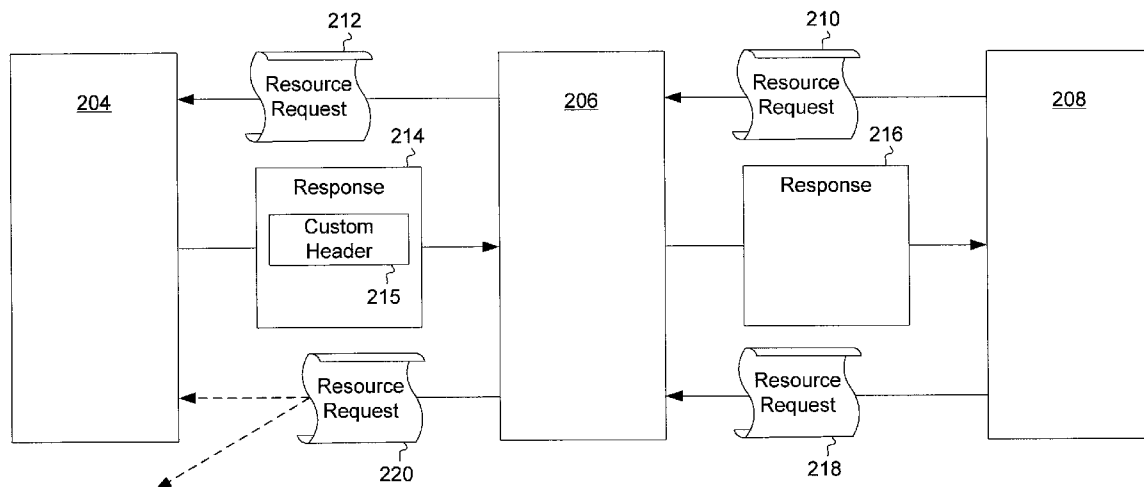 212
210
204
Resource
Request
206
Resource
Request
208
214
216
Response
Custom
Header
215
Response
Resource
Request
220
Resource
Request
218